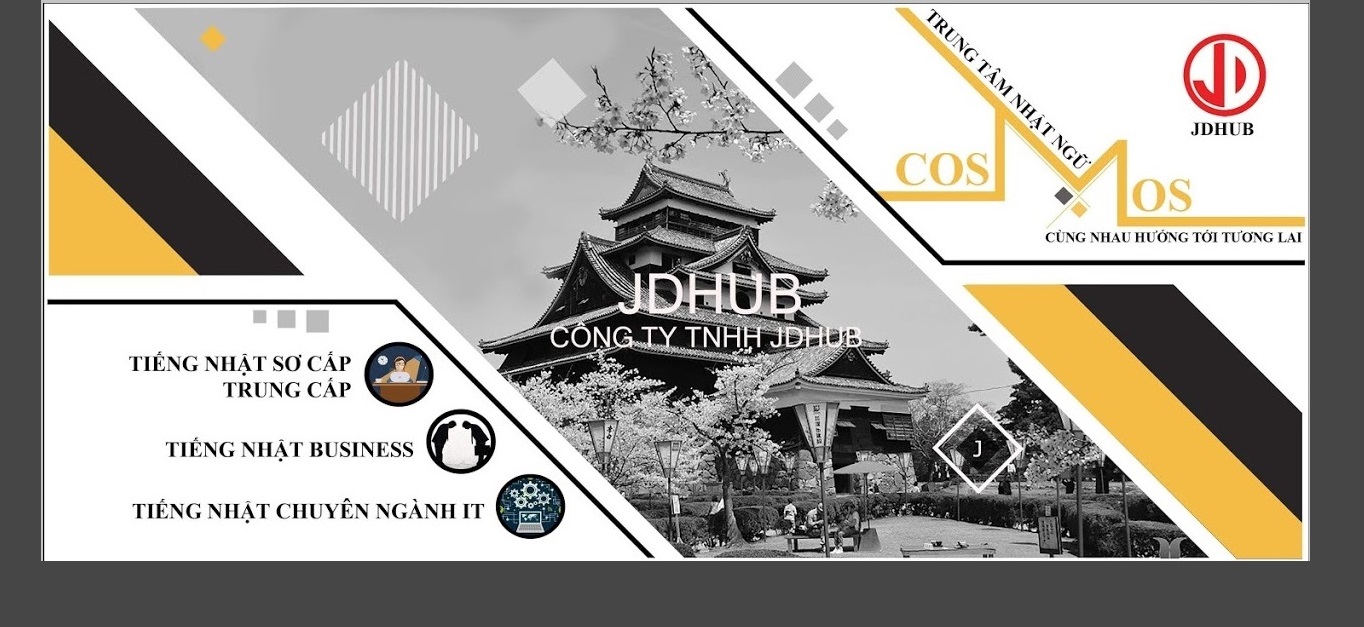 TRUNG TÂM NHẬT NGỮ
JD
JDHUB
COS
M
OS
CÙNG NHAU HƯỚNG TỚI TƯƠNG LAI
JDHUB
CÔNG TY TNHH JDHUB
TIẾNG NHẬT SƠ CẤP
TRUNG CẤP
TIẾNG NHẬT BUSINESS
TIẾNG NHẬT CHUYÊN NGÀNH IT
J